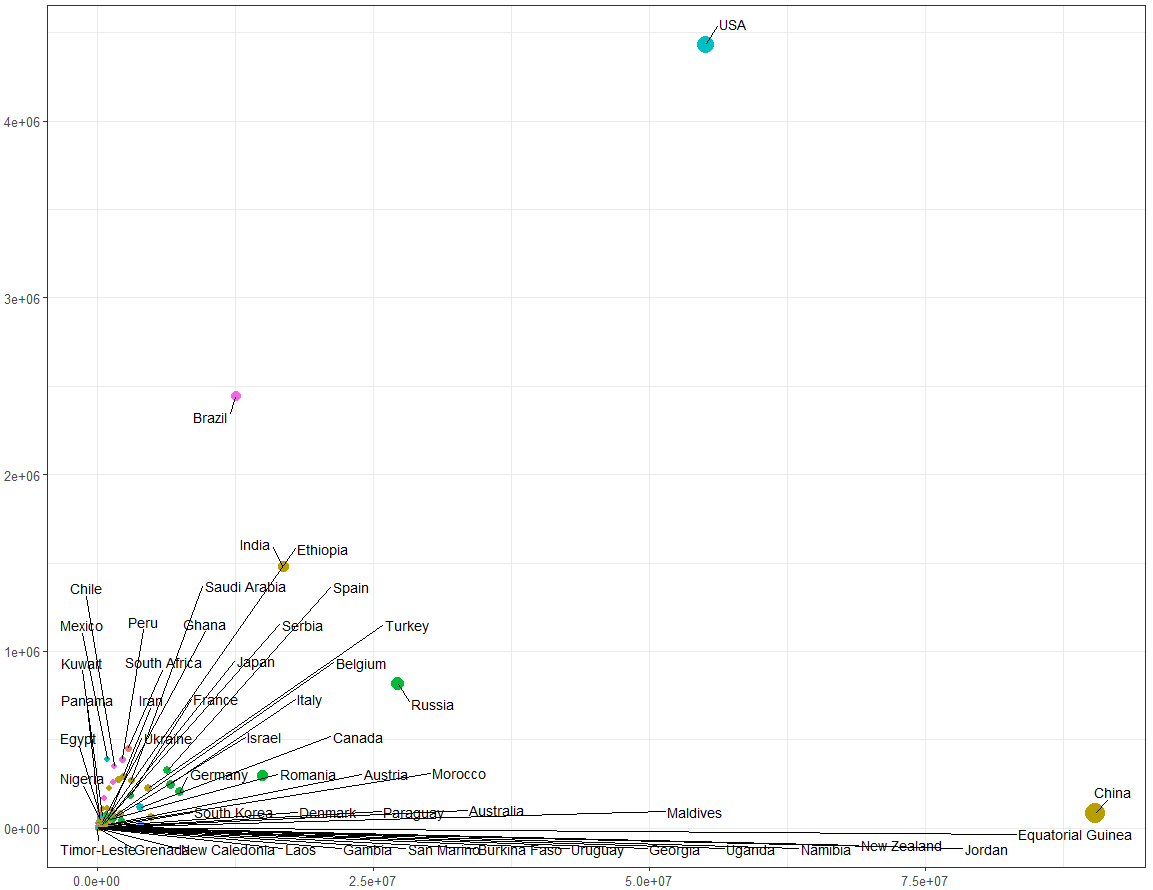 USA
4e+06
3e+06
Brazil
2e+06
India
Ethiopia
Chile
Saudi Arabia
Spain
Mexico
Peru
Ghana
Serbia
Turkey
1e+06
Kuwait
South Africa
Japan
Belgium
Panama
Iran
France
Italy
Russia
Egypt
Ukraine
Israel
Canada
Nigeria
Germany
Romania
Austria
Morocco
China
South Korea
Denmark
Paraguay
Australia
Maldives
0e+00
Equatorial Guinea
Timor-Leste
Grenada
New Caledonia
Laos
Gambia
San Marino
Burkina Faso
Uruguay
Georgia
Uganda
Namibia
New Zealand
Jordan
0.0e+00
2.5e+07
5.0e+07
7.5e+07